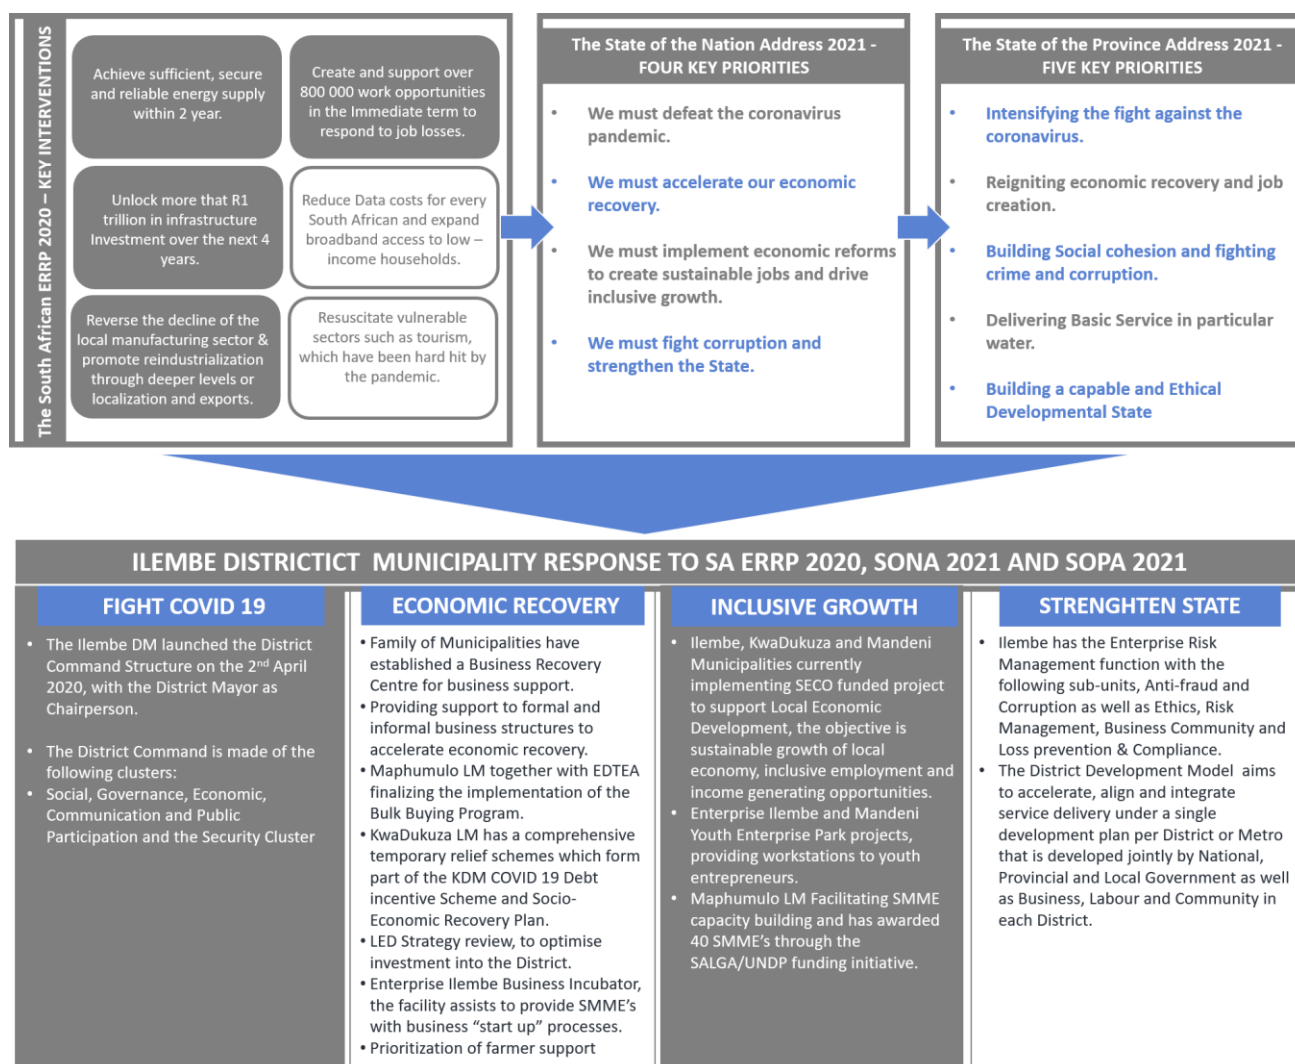 The South African ERRP 2020 – KEY INTERVENTIONS
Achieve sufficient, secure
and reliable energy supply
within 2 year.
Create and support over
800 000 work opportunities
in the Immediate term to
respond to job losses.
Unlock more that R1
trillion in infrastructure
Investment over the next 4
years.
Reduce Data costs for every
South African and expand
broadband access to low –
income households.
Reverse the decline of the
local manufacturing sector &
promote reindustrialization
through deeper levels or
localization and exports.
Resuscitate vulnerable
sectors such as tourism,
which have been hard hit by
the pandemic.
The State of the Nation Address 2021 -
FOUR KEY PRIORITIES
• We must defeat the coronavirus
pandemic.
• We must accelerate our economic
recovery.
• We must implement economic reforms
to create sustainable jobs and drive
inclusive growth.
• We must fight corruption and
strengthen the State.
The State of the Province Address 2021 -
FIVE KEY PRIORITIES
• Intensifying the fight against the
coronavirus.
• Reigniting economic recovery and job
creation.
• Building Social cohesion and fighting
crime and corruption.
• Delivering Basic Service in particular
water.
• Building a capable and Ethical
Developmental State
ILEMBE DISTRICTICT MUNICIPALITY RESPONSE TO SA ERRP 2020, SONA 2021 AND SOPA 2021
FIGHT COVID 19
• The Ilembe DM launched the District
Command Structure on the 2nd April
2020, with the District Mayor as
Chairperson.
• The District Command is made of the
following clusters:
• Social, Governance, Economic,
Communication and Public
Participation and the Security Cluster
ECONOMIC RECOVERY
• Family of Municipalities have
established a Business Recovery
Centre for business support.
• Providing support to formal and
informal business structures to
accelerate economic recovery.
• Maphumulo LM together with EDTEA
finalizing the implementation of the
Bulk Buying Program.
• KwaDukuza LM has a comprehensive
temporary relief schemes which form
part of the KDM COVID 19 Debt
incentive Scheme and Socio-
Economic Recovery Plan.
• LED Strategy review, to optimise
investment into the District.
• Enterprise Ilembe Business Incubator,
the facility assists to provide SMME's
with business “start up” processes.
• Prioritization of farmer support
INCLUSIVE GROWTH
• Ilembe, KwaDukuza and Mandeni
Municipalities currently
implementing SECO funded project
to support Local Economic
Development, the objective is
sustainable growth of local
economy, inclusive employment and
income generating opportunities.
• Enterprise Ilembe and Mandeni
Youth Enterprise Park projects,
providing workstations to youth
entrepreneurs.
• Maphumulo LM Facilitating SMME
capacity building and has awarded
40 SMME's through the
SALGA/UNDP funding initiative.
STRENGHTEN STATE
• Ilembe has the Enterprise Risk
Management function with the
following sub-units, Anti-fraud and
Corruption as well as Ethics, Risk
Management, Business Community and
Loss prevention & Compliance.
• The District Development Model aims
to accelerate, align and integrate
service delivery under a single
development plan per District or Metro
that is developed jointly by National,
Provincial and Local Government as well
as Business, Labour and Community in
each District.